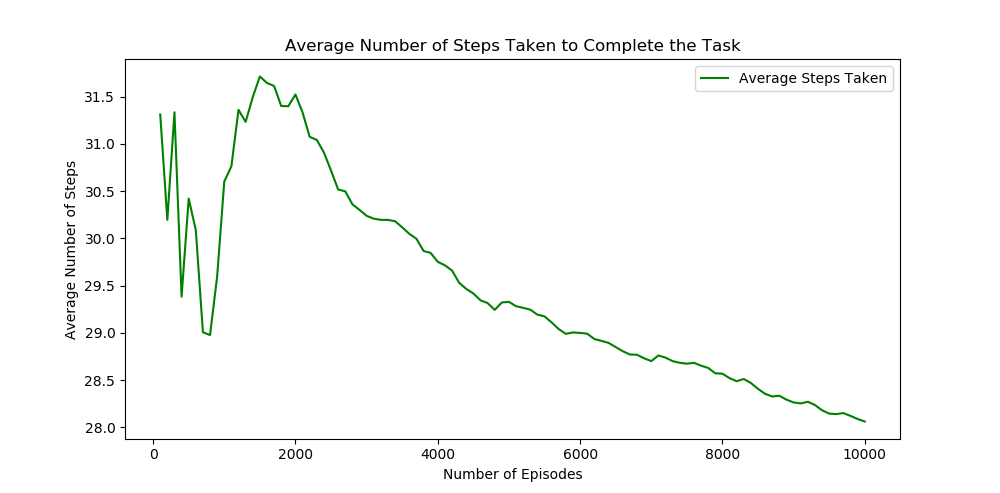 Average Number of Steps Taken to Complete the Task
Average Steps Taken
Average Number of Steps
31.5
31.0
30.5
30.0
29.5
29.0
28.5
28.0
0 2000 4000 6000 8000 10000
Number of Episodes